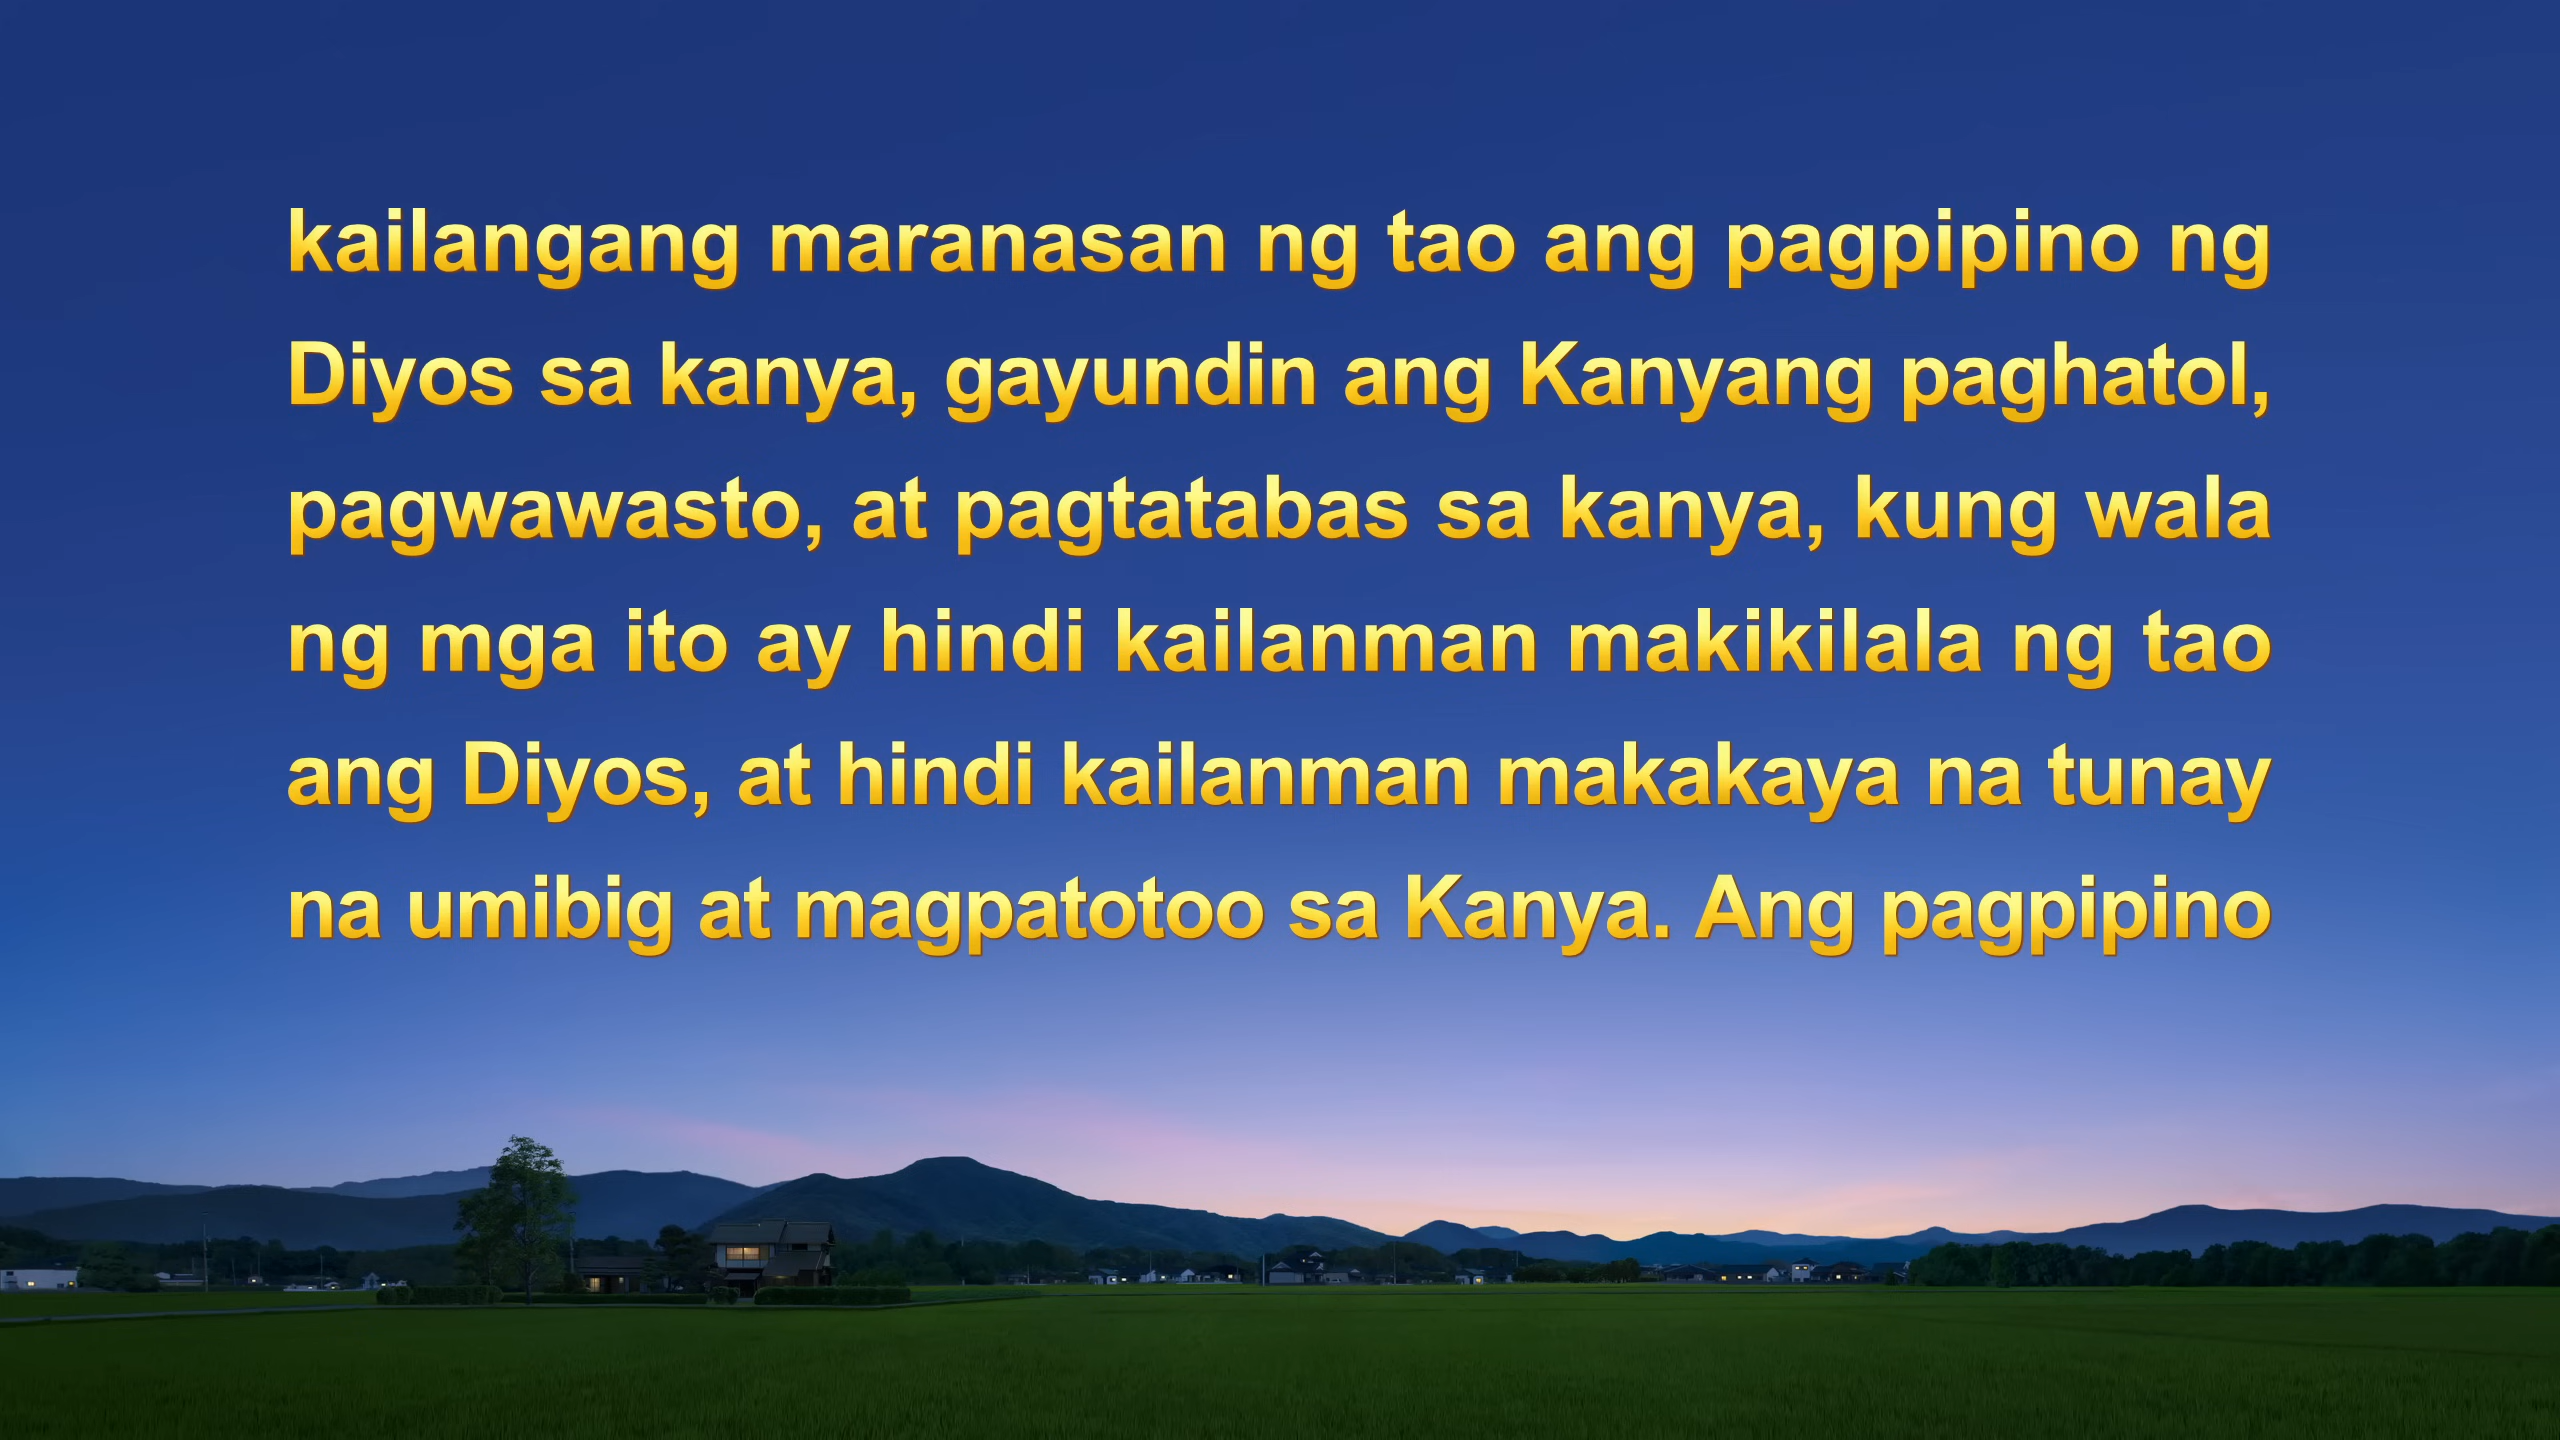 kailangang maranasan ng tao ang pagpipino ng
Diyos sa kanya, gayundin ang Kanyang paghatol,
pagwawasto, at pagtatabas sa kanya, kung wala
ng mga ito ay hindi kailanman makikilala ng tao
ang Diyos, at hindi kailanman makakaya na tunay
na umibig at magpatotoo sa Kanya. Ang pagpipino